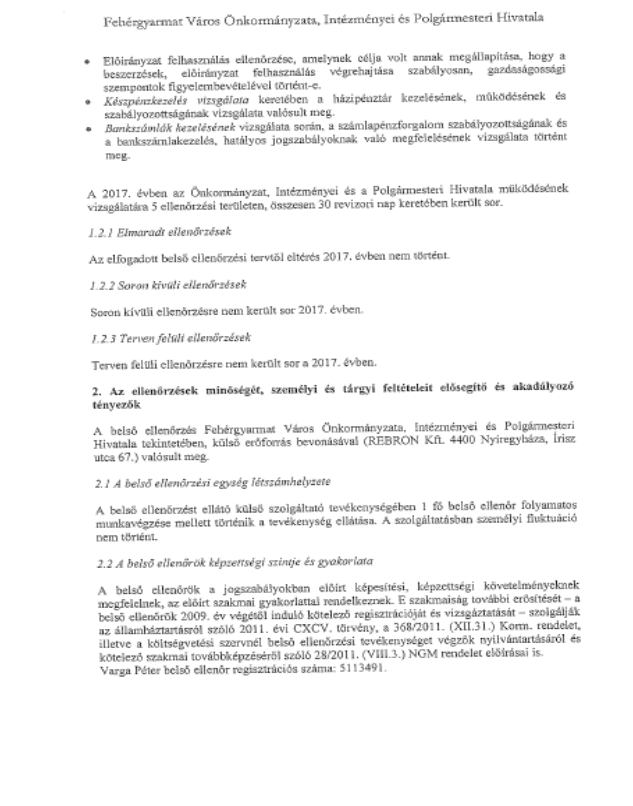 Fehérgyarmat Város Önkormányzata, Intézményei és Polgármesteri Hivatala
• Előirányzat felhasználás ellenőrzése, amelynek célja volt annak megállapítása, hogy a
beszerzések, előirányzat felhasználás végrehajtása szabályosan, gazdaságossági
szempontok figyelembevételével történt-e.
• Készpénzkezelés vizsgálata keretében a házipénztár kezelésének, működésének és
szabályozottságának vizsgálata valósult meg.
• Bankszámlák kezelésének vizsgálata során, a számlapénzforgalom szabályozottságának és
a bankszámlakezelés, hatályos jogszabályoknak való megfelelésének vizsgálata történt
meg.
A 2017. évben az Önkormányzat, Intézményei és a Polgármesteri Hivatala működésének
vizsgálatára 5 ellenőrzési területen, összesen 30 revizori nap keretében került sor.
1.2.1 Elmaradt ellenőrzések
Az elfogadott belső ellenőrzési tervtől eltérés 2017. évben nem történt.
1.2.2 Soron kívüli ellenőrzések
Soron kívüli ellenőrzésre nem került sor 2017. évben.
1.2.3 Terven felüli ellenőrzések
Terven felüli ellenőrzésre nem került sor a 2017. évben.
2. Az ellenőrzések minőségét, személyi és tárgyi feltételeit elősegítő és akadályozó
tényezők
A belső ellenőrzés Fehérgyarmat Város Önkormányzata, Intézményei és Polgármesteri
Hivatala tekintetében, külső erőforrás bevonásával (REBRON Kft. 4400 Nyíregyháza, Írisz
utca 67.) valósult meg.
2.1 A belső ellenőrzési egység létszámhelyzete
A belső ellenőrzést ellátó külső szolgáltató tevékenységében 1 fő belső ellenőr folyamatos
munkavégzése mellett történik a tevékenység ellátása. A szolgáltatásban személyi fluktuáció
nem történt.
2.2 A belső ellenőrök képzettségi szintje és gyakorlata
A belső ellenőrök a jogszabályokban előírt képesítési, képzettségi követelményeknek
megfelelnek, az előírt szakmai gyakorlattal rendelkeznek. E szakmaiság további erősítését – a
belső ellenőrök 2009. év végétől induló kötelező regisztrációját és vizsgáztatását – szolgálják
az államháztartásról szóló 2011. évi CXCV. törvény, a 368/2011. (XII.31.) Korm. rendelet,
illetve a költségvetési szervnél belső ellenőrzési tevékenységet végzők nyilvántartásáról és
kötelező szakmai továbbképzéséről szóló 28/2011. (VIII.3.) NGM rendelet előírásai is.
Varga Péter belső ellenőr regisztrációs száma: 5113491.